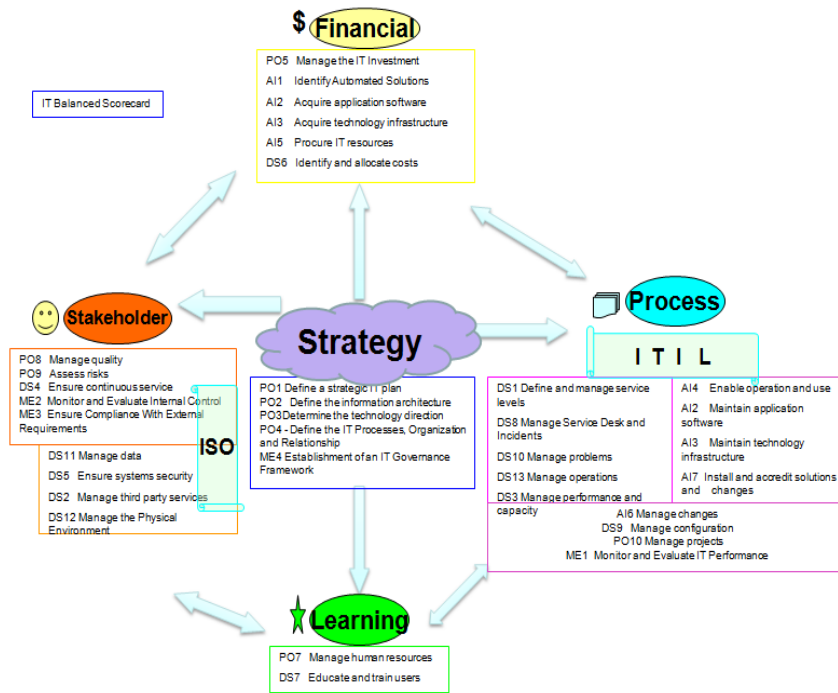 $ Financial
PO5 Manage the IT Investment
AI1 Identify Automated Solutions
AI2 Acquire application software
AI3 Acquire technology infrastructure
AI5 Procure IT resources
DS6 Identify and allocate costs
IT Balanced Scorecard
Stakeholder
PO8 Manage quality
PO9 Assess risks
DS4 Ensure continuous service
ME2 Monitor and Evaluate Internal Control
ME3 Ensure Compliance With External
Requirements
ISO
DS11 Manage data
DS5 Ensure systems security
DS2 Manage third party services
DS12 Manage the Physical
Environment
Strategy
PO1 Define a strategic IT plan
PO2 Define the information architecture
PO3Determine the technology direction
PO4 - Define the IT Processes, Organization
and Relationship
ME4 Establishment of an IT Governance
Framework
Process
I T I L
DS1 Define and manage service
levels
DS8 Manage Service Desk and
Incidents
DS10 Manage problems
DS13 Manage operations
DS3 Manage performance and
capacity
AI4 Enable operation and use
AI2 Maintain application
software
AI3 Maintain technology
infrastructure
AI7 Install and accredit solutions
and changes
AI6 Manage changes
DS9 Manage configuration
PO10 Manage projects
ME1 Monitor and Evaluate IT Performance
Learning
PO7 Manage human resources
DS7 Educate and train users